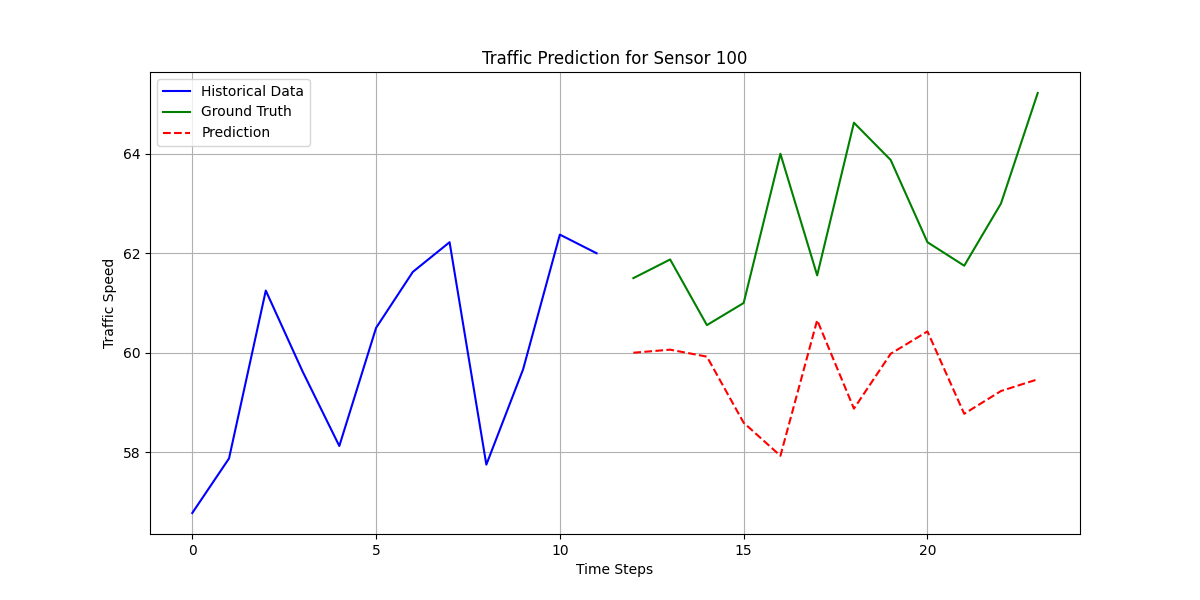 Traffic Prediction for Sensor 100
Historical Data
Ground Truth
Prediction
64
62
60
58
Traffic Speed
0 5 10 15 20
Time Steps